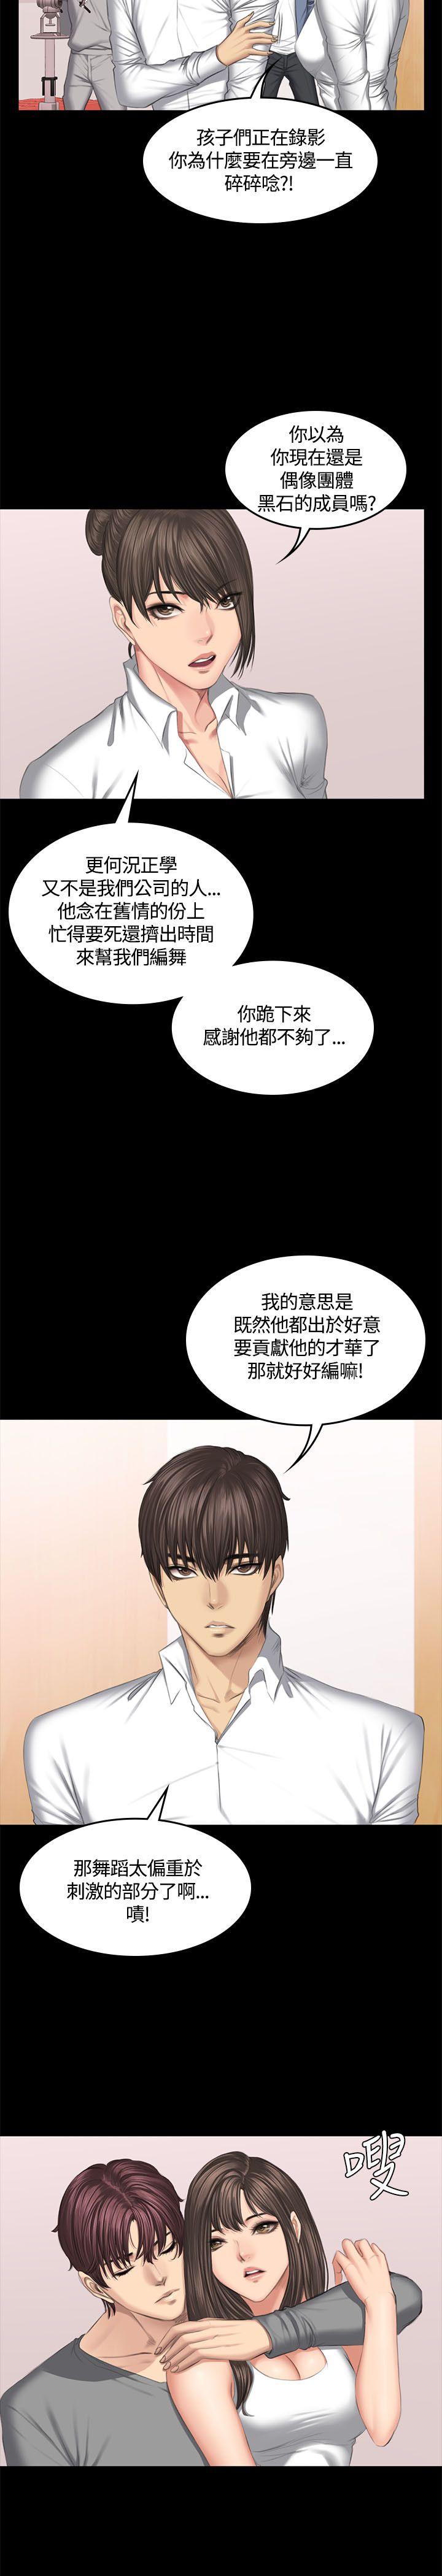 孩子們正在錄影
你為什麼要在旁邊一直
碎碎唸?!
你以為
你現在還是
偶像團體
黑石的成員嗎?
更何況正學
又不是我們公司的人...
他念在舊情的份上
忙得要死還擠出時間
來幫我們編舞
你跪下來
感謝他都不夠了...
我的意思是
既然他都出於好意
要貢獻他的才華了
那就好好編嘛!
那舞蹈太偏重於
刺激的部分了啊...
嘖!
嗖